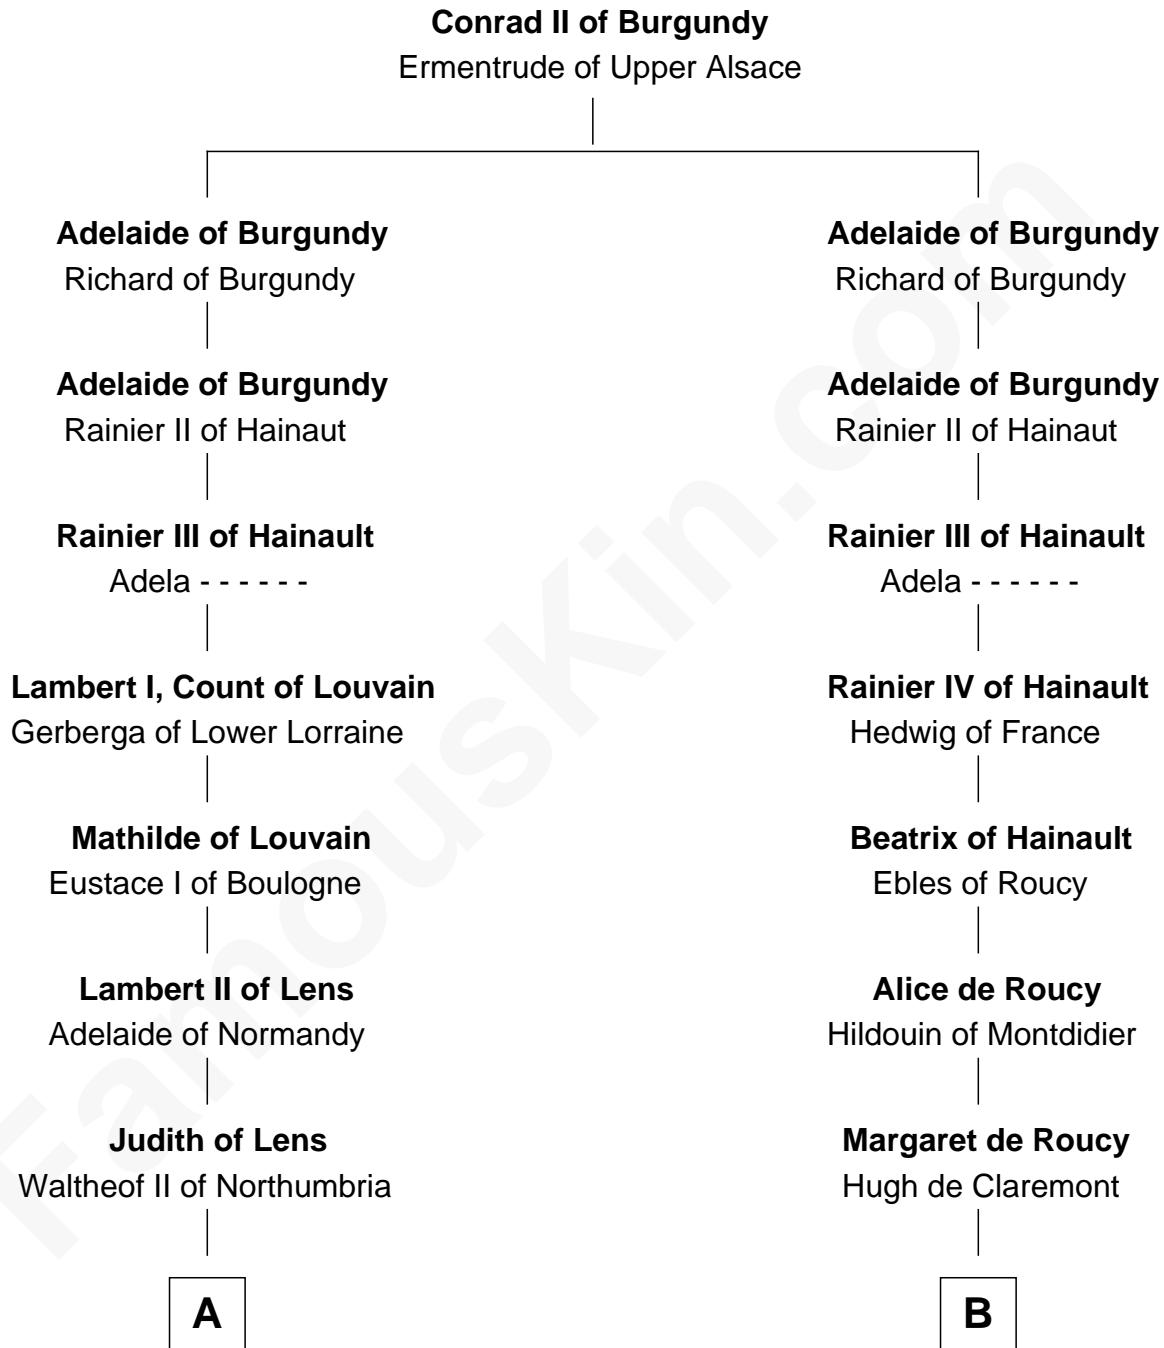 Conrad II of Burgundy
Ermentrude of Upper Alsace
Adelaide of Burgundy
Richard of Burgundy
Adelaide of Burgundy
Richard of Burgundy
Adelaide of Burgundy
Rainier II of Hainaut
Adelaide of Burgundy
Rainier II of Hainaut
Rainier III of Hainault
Adela - - - - - -
Rainier III of Hainault
Adela - - - - - -
Lambert I, Count of Louvain
Gerberga of Lower Lorraine
Rainier IV of Hainault
Hedwig of France
Mathilde of Louvain
Eustace I of Boulogne
Beatrix of Hainault
Ebles of Roucy
Lambert II of Lens
Adelaide of Normandy
Alice de Roucy
Hildouin of Montdidier
Judith of Lens
Waltheof II of Northumbria
Margaret de Roucy
Hugh de Claremont
A
B
FamousKin.com